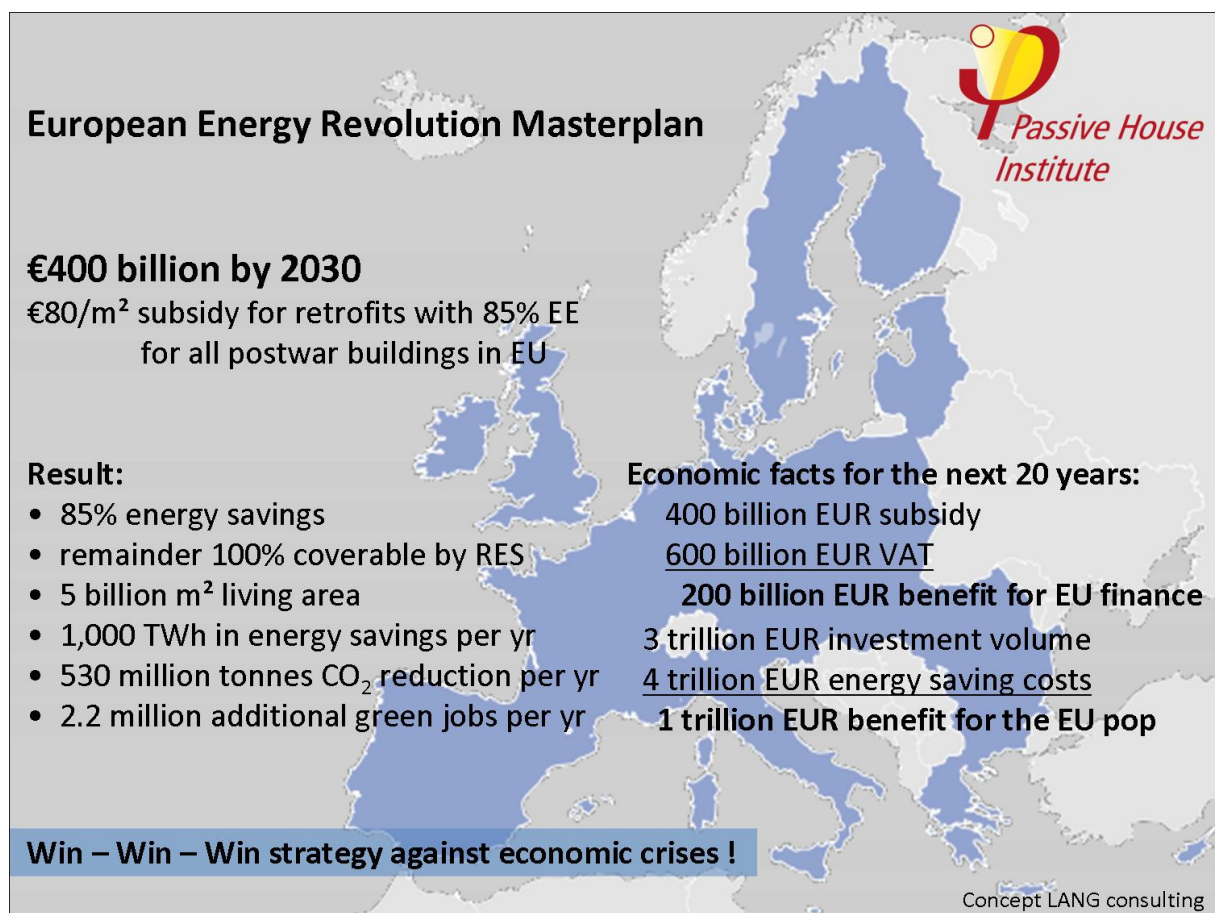 European Energy Revolution Masterplan
Passive House
Institute
€400 billion by 2030
€80/m² subsidy for retrofits with 85% EE
for all postwar buildings in EU
Result:
• 85% energy savings
• remainder 100% coverable by RES
• 5 billion m² living area
• 1,000 TWh in energy savings per yr
• 530 million tonnes CO₂ reduction per yr
• 2.2 million additional green jobs per yr
Economic facts for the next 20 years:
400 billion EUR subsidy
600 billion EUR VAT
200 billion EUR benefit for EU finance
3 trillion EUR investment volume
4 trillion EUR energy saving costs
1 trillion EUR benefit for the EU pop
Win – Win – Win strategy against economic crises !
Concept LANG consulting